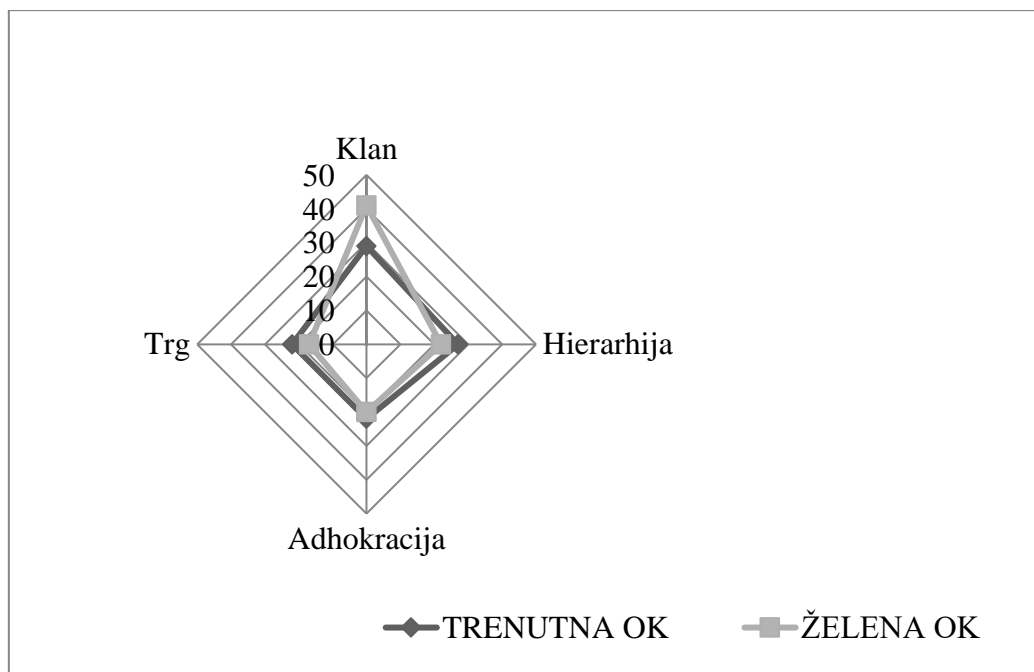 Klan
50
40
30
20
10
0
Trg
Hierarhija
Adhokracija
TRENUTNA OK
ŽELENA OK